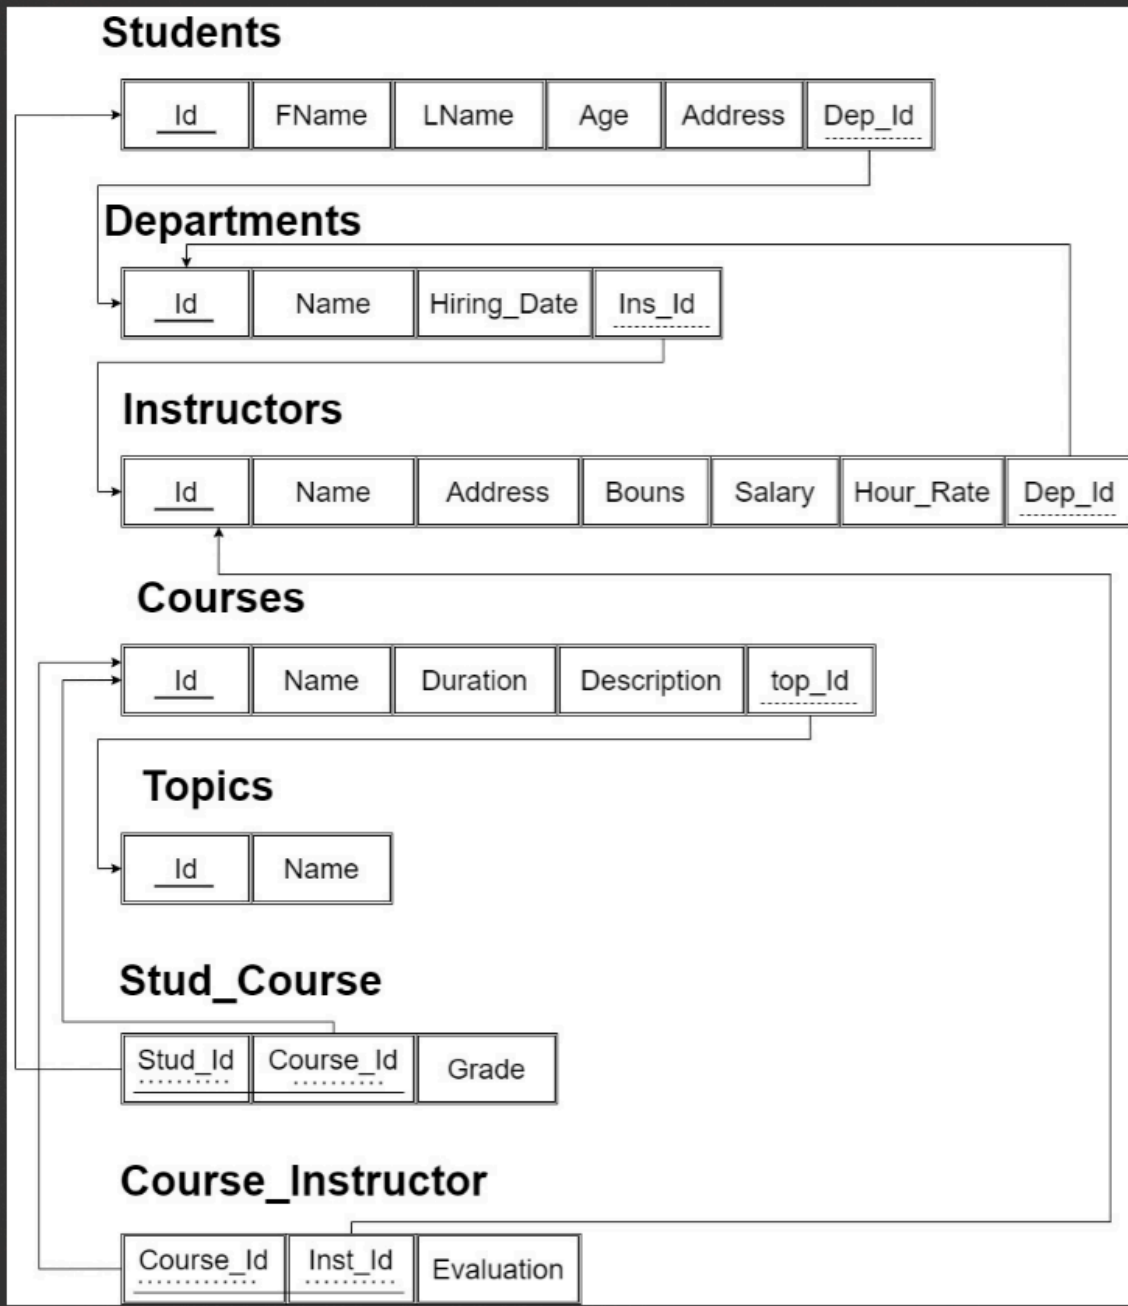 Students
Id FName LName Age Address Dep_Id
Departments
Id Name Hiring_Date Ins_Id
Instructors
Id Name Address Bouns Salary Hour_Rate Dep_Id
Courses
Id Name Duration Description top_Id
Topics
Id Name
Stud_Course
Stud_Id Course_Id Grade
Course_Instructor
Course_Id Inst_Id Evaluation